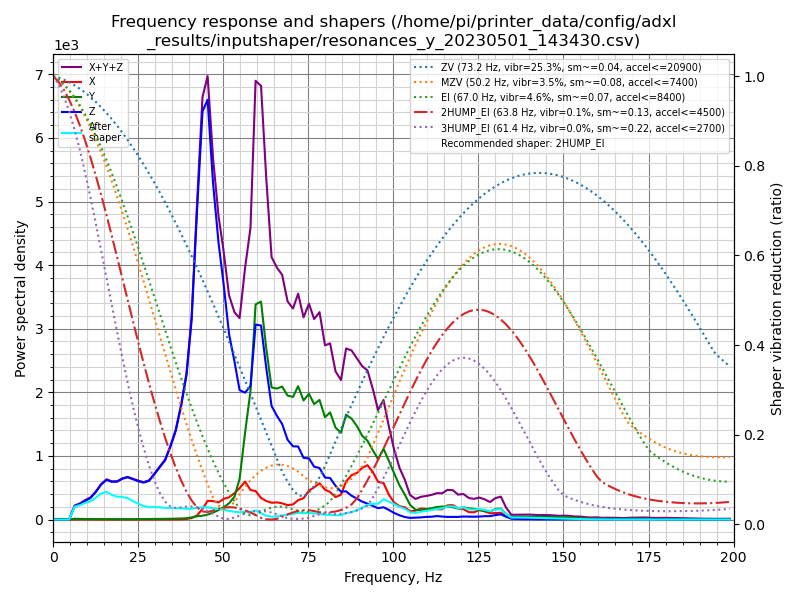 Frequency response and shapers (/home/pi/printer_data/config/adxl
_results/inputshaper/resonances_y_20230501_143430.csv)
1e3
X+Y+Z
X
Y
Z
After
shaper
ZV (73.2 Hz, vibr=25.3%, sm~=0.04, accel<=20900)
MZV (50.2 Hz, vibr=3.5%, sm~=0.08, accel<=7400)
EI (67.0 Hz, vibr=4.6%, sm~=0.07, accel<=8400)
2HUMP_EI (63.8 Hz, vibr=0.1%, sm~=0.13, accel<=4500)
3HUMP_EI (61.4 Hz, vibr=0.0%, sm~=0.22, accel<=2700)
Recommended shaper: 2HUMP_EI
7
6
5
4
3
2
1
0
Power spectral density
1.0
0.8
0.6
0.4
0.2
0.0
Shaper vibration reduction (ratio)
0 25 50 75 100 125 150 175 200
Frequency, Hz